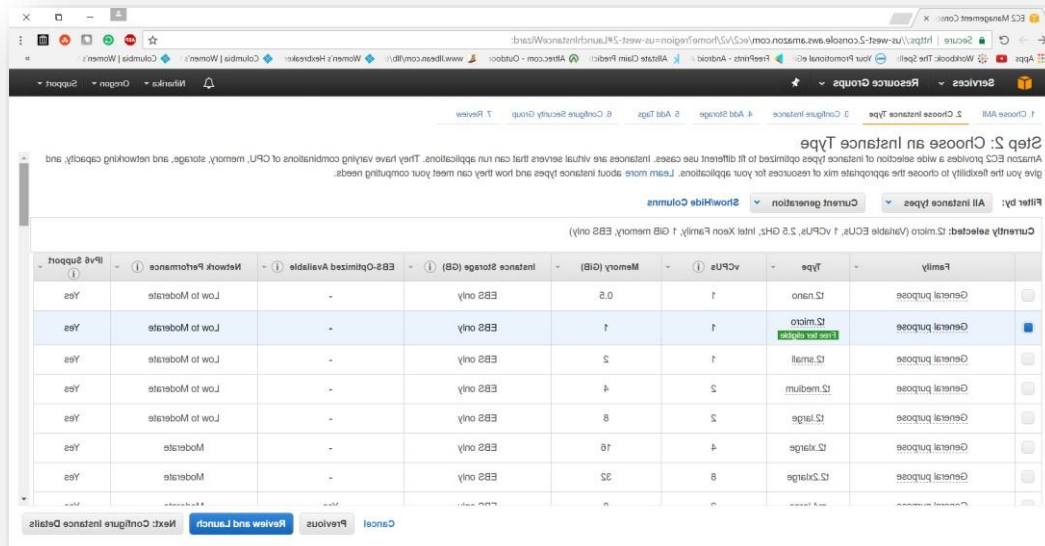 EC2 Management Consol
Secure | https://us-west-2.console.aws.amazon.com/ec2/v2/home?region=us-west-2#LaunchInstanceWizard:
Apps Workbook: The Spells Your Promotional eGi FreePrints - Android Allstate Claim Predict Altrec.com - Outdoor www.llbean.com/llb/ Women's Hexbreaker Columbia | Women's Columbia | Women's
Services Resource Groups Niharika Oregon Support
1. Choose AMI 2. Choose Instance Type 3. Configure Instance 4. Add Storage 5. Add Tags 6. Configure Security Group 7. Review
Step 2: Choose an Instance Type
Amazon EC2 provides a wide selection of instance types optimized to fit different use cases. Instances are virtual servers that can run applications. They have varying combinations of CPU, memory, storage, and networking capacity, and
give you the flexibility to choose the appropriate mix of resources for your applications. Learn more about instance types and how they can meet your computing needs.
Filter by: All instance types Current generation Show/Hide Columns
Currently selected: t2.micro (Variable ECUs, 1 vCPUs, 2.5 GHz, Intel Xeon Family, 1 GiB memory, EBS only)
Family Type vCPUs Memory (GiB) Instance Storage (GB) EBS-Optimized Available Network Performance IPv6 Support
General purpose t2.nano 1 0.5 EBS only - Low to Moderate Yes
General purpose t2.micro Free tier eligible 1 1 EBS only - Low to Moderate Yes
General purpose t2.small 1 2 EBS only - Low to Moderate Yes
General purpose t2.medium 2 4 EBS only - Low to Moderate Yes
General purpose t2.large 2 8 EBS only - Low to Moderate Yes
General purpose t2.xlarge 4 16 EBS only - Moderate Yes
General purpose t2.2xlarge 8 32 EBS only - Moderate Yes
Cancel Previous Review and Launch Next: Configure Instance Details